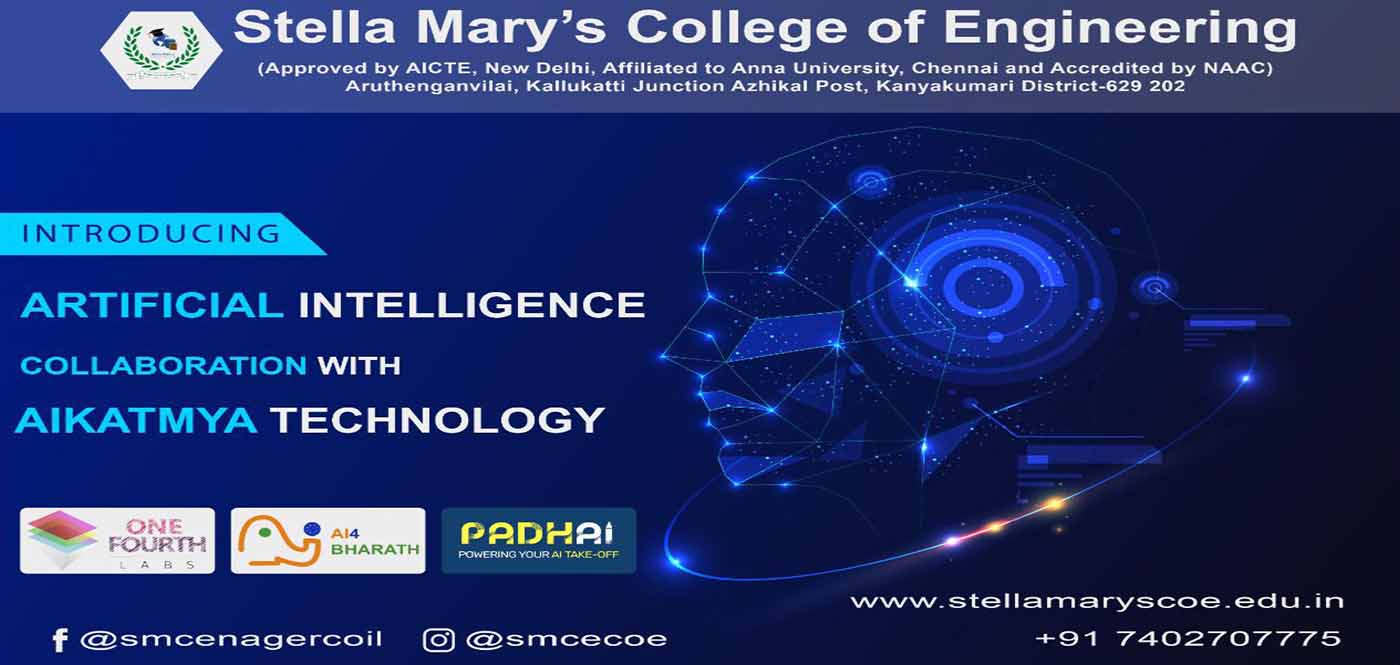 Stella Mary's College of Engineering
(Approved by AICTE, New Delhi, Affiliated to Anna University, Chennai and Accredited by NAAC)
Aruthenganvilai, Kallukatti Junction Azhikal Post, Kanyakumari District-629 202
INTRODUCING
ARTIFICIAL INTELLIGENCE
COLLABORATION WITH
AIKATMYA TECHNOLOGY
ONE
FOURTH
LABS
AI4
BHARATH
PADHAI
POWERING YOUR AI TAKE-OFF
www.stellamaryscoe.edu.in
@smcenagercoil
@smcecoe
+91 7402707775